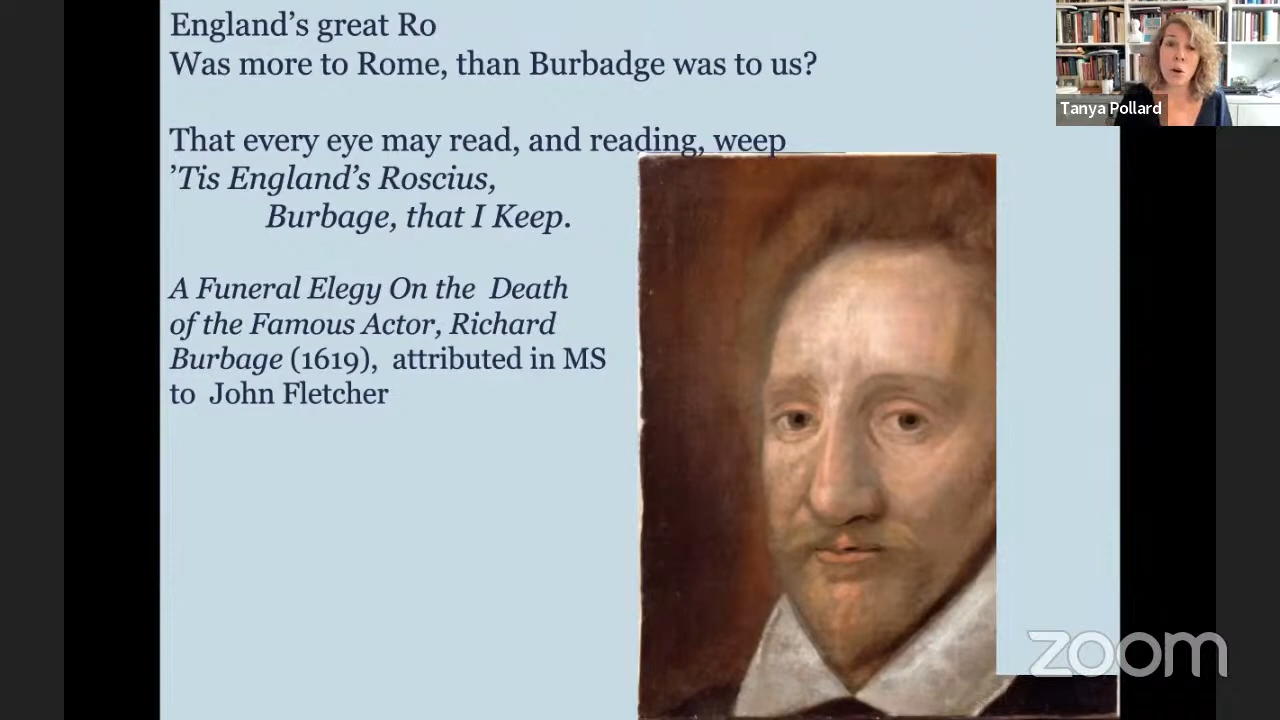 England’s great Ro
Was more to Rome, than Burbadge was to us?
That every eye may read, and reading, weep
’Tis England’s Roscius,
Burbage, that I Keep.
A Funeral Elegy On the Death
of the Famous Actor, Richard
Burbage (1619), attributed in MS
to John Fletcher
Tanya Pollard
zoom